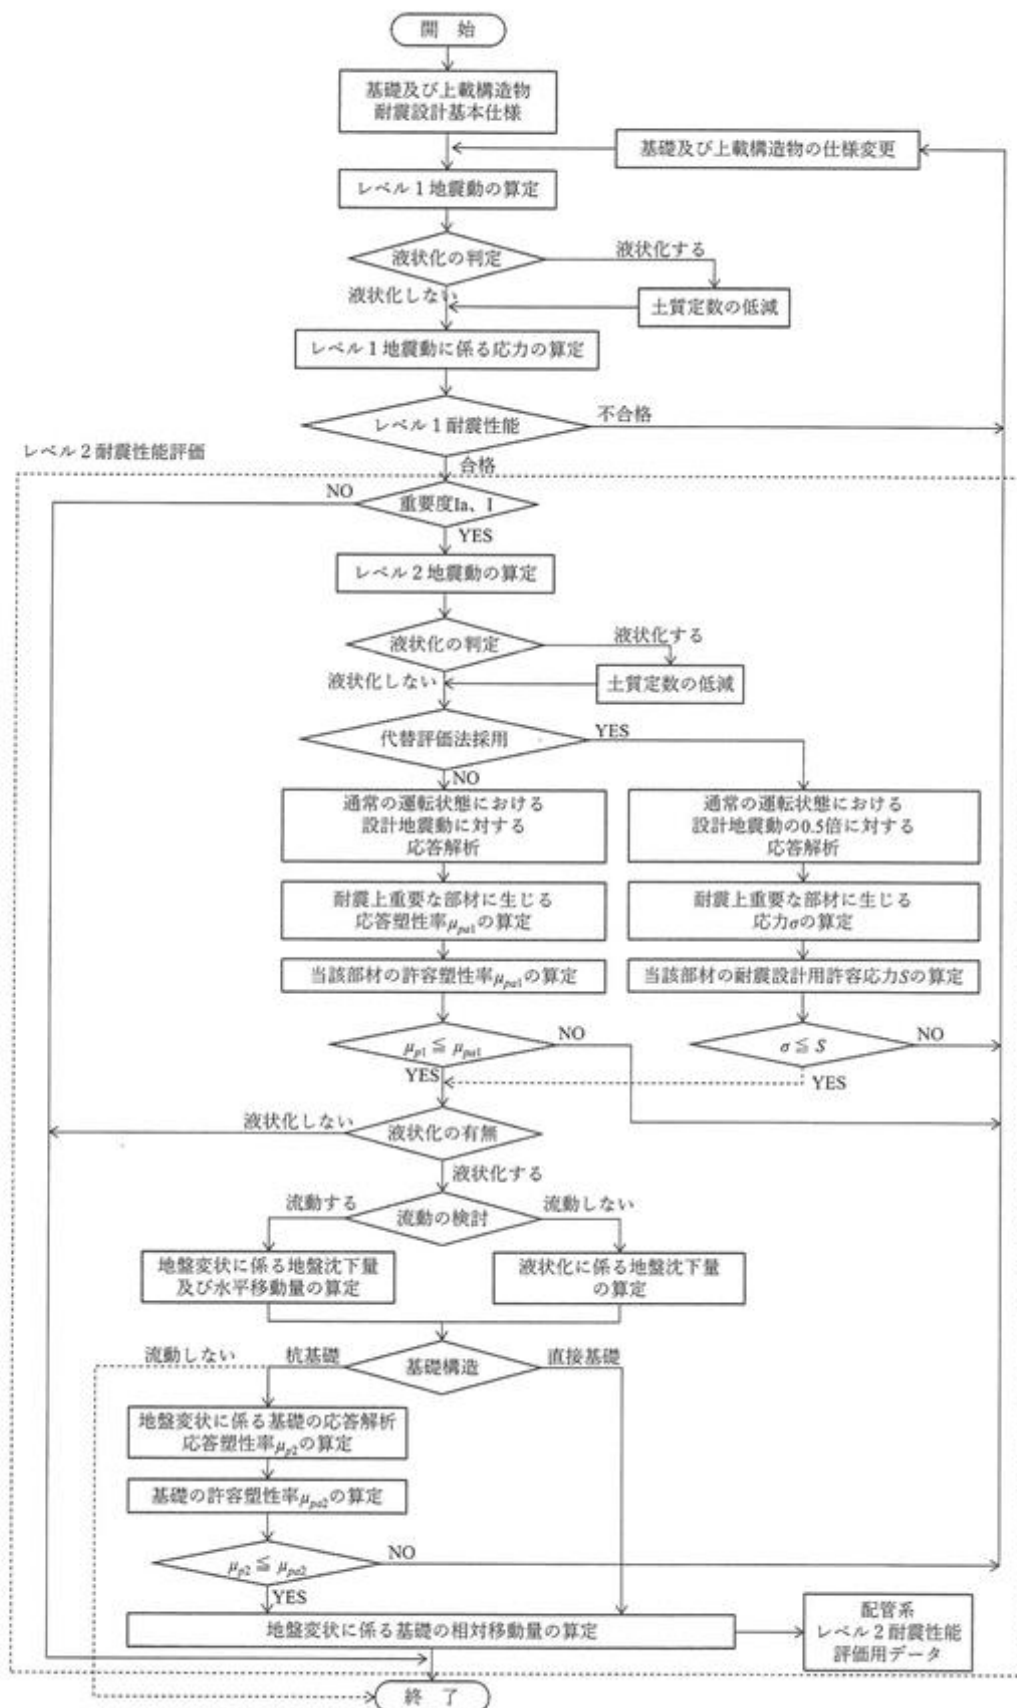 開　始
基礎及び上載構造物
耐震設計基本仕様
基礎及び上載構造物の仕様変更
レベル1地震動の算定
液状化の判定
液状化する
液状化しない
土質定数の低減
レベル1地震動に係る応力の算定
レベル1耐震性能
不合格
レベル2耐震性能評価
合格
NO
重要度Ia、I
YES
レベル2地震動の算定
液状化の判定
液状化する
液状化しない
土質定数の低減
代替評価法採用
YES
NO
通常の運転状態における
設計地震動に対する
応答解析
通常の運転状態における
設計地震動の0.5倍に対する
応答解析
耐震上重要な部材に生じる
応答塑性率μpa1の算定
耐震上重要な部材に生じる
応力σの算定
当該部材の許容塑性率μpa1の算定
当該部材の耐震設計用許容応力Sの算定
μp1 ≦ μpa1
NO
σ ≦ S
NO
YES
YES
液状化しない
液状化の有無
液状化する
流動する
流動の検討
流動しない
地盤変状に係る地盤沈下量
及び水平移動量の算定
液状化に係る地盤沈下量
の算定
流動しない
杭基礎
基礎構造
直接基礎
地盤変状に係る基礎の応答解析
応答塑性率μp2の算定
基礎の許容塑性率μpa2の算定
μp2 ≦ μpa2
NO
YES
地盤変状に係る基礎の相対移動量の算定
配管系
レベル2耐震性能
評価用データ
終　了